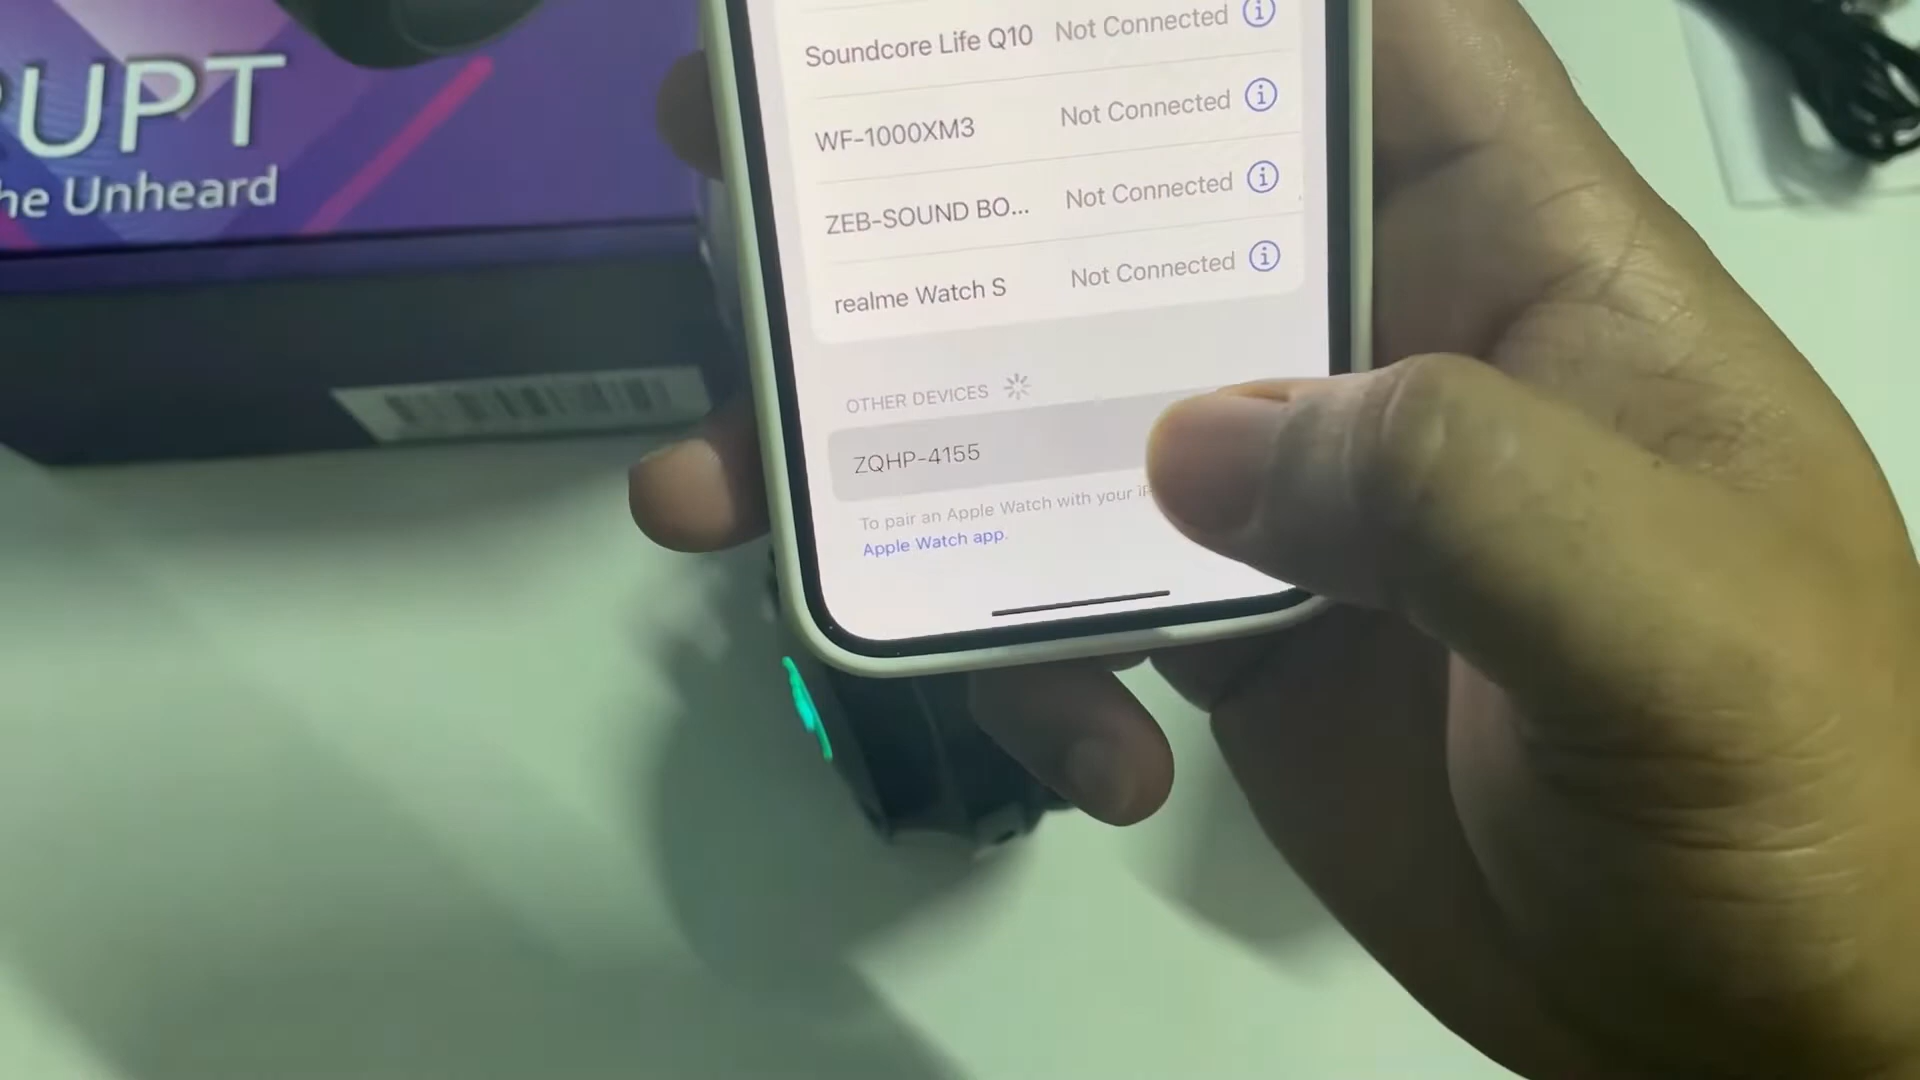 UPT
he Unheard
Soundcore Life Q10 Not Connected
WF-1000XM3 Not Connected
ZEB-SOUND BO... Not Connected
realme Watch S Not Connected
OTHER DEVICES
ZQHP-4155
To pair an Apple Watch with your iP
Apple Watch app.